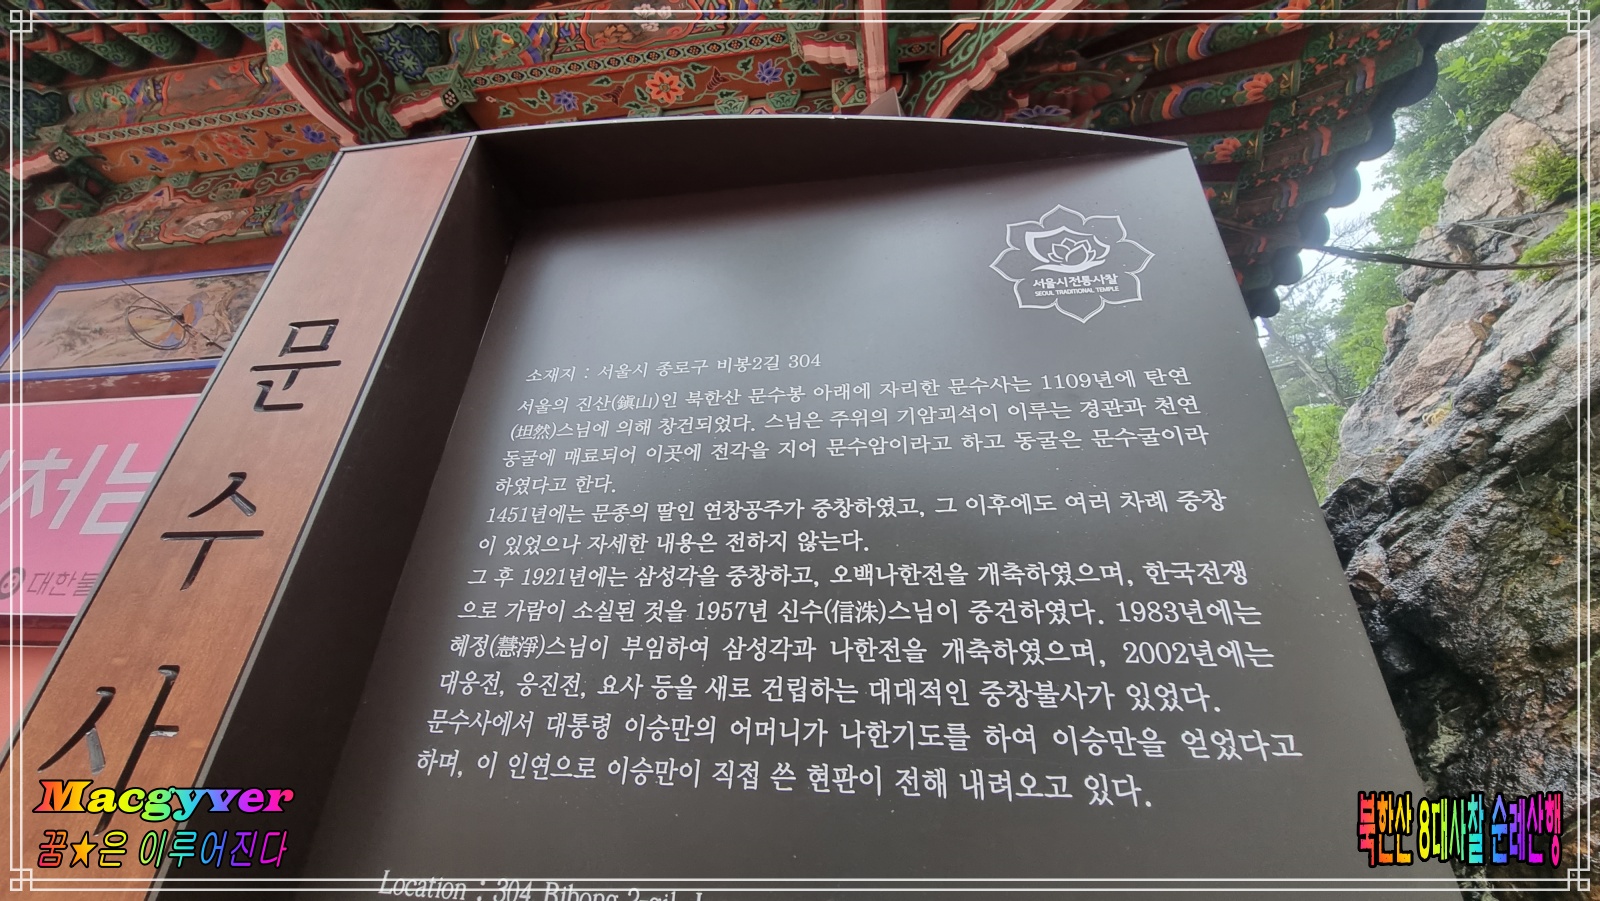 서울시전통사찰
SEOUL TRADITIONAL TEMPLE
문수사
소재지 : 서울시 종로구 비봉2길 304
서울의 진산(鎭山)인 북한산 문수봉 아래에 자리한 문수사는 1109년에 탄연
(坦然)스님에 의해 창건되었다. 스님은 주위의 기암괴석이 이루는 경관과 천연
동굴에 매료되어 이곳에 전각을 지어 문수암이라고 하고 동굴은 문수굴이라
하였다고 한다.
1451년에는 문종의 딸인 연창공주가 중창하였고, 그 이후에도 여러 차례 중창
이 있었으나 자세한 내용은 전하지 않는다.
그 후 1921년에는 삼성각을 중창하고, 오백나한전을 개축하였으며, 한국전쟁
으로 가람이 소실된 것을 1957년 신수(信洙)스님이 중건하였다. 1983년에는
혜정(慧淨)스님이 부임하여 삼성각과 나한전을 개축하였으며, 2002년에는
대웅전, 응진전, 요사 등을 새로 건립하는 대대적인 중창불사가 있었다.
문수사에서 대통령 이승만의 어머니가 나한기도를 하여 이승만을 얻었다고
하며, 이 인연으로 이승만이 직접 쓴 현판이 전해 내려오고 있다.
Location : 304 Bibong 2-gil
처는
대한불
Macgyver
꿈★은 이루어진다
북한산 8대사찰 순례산행